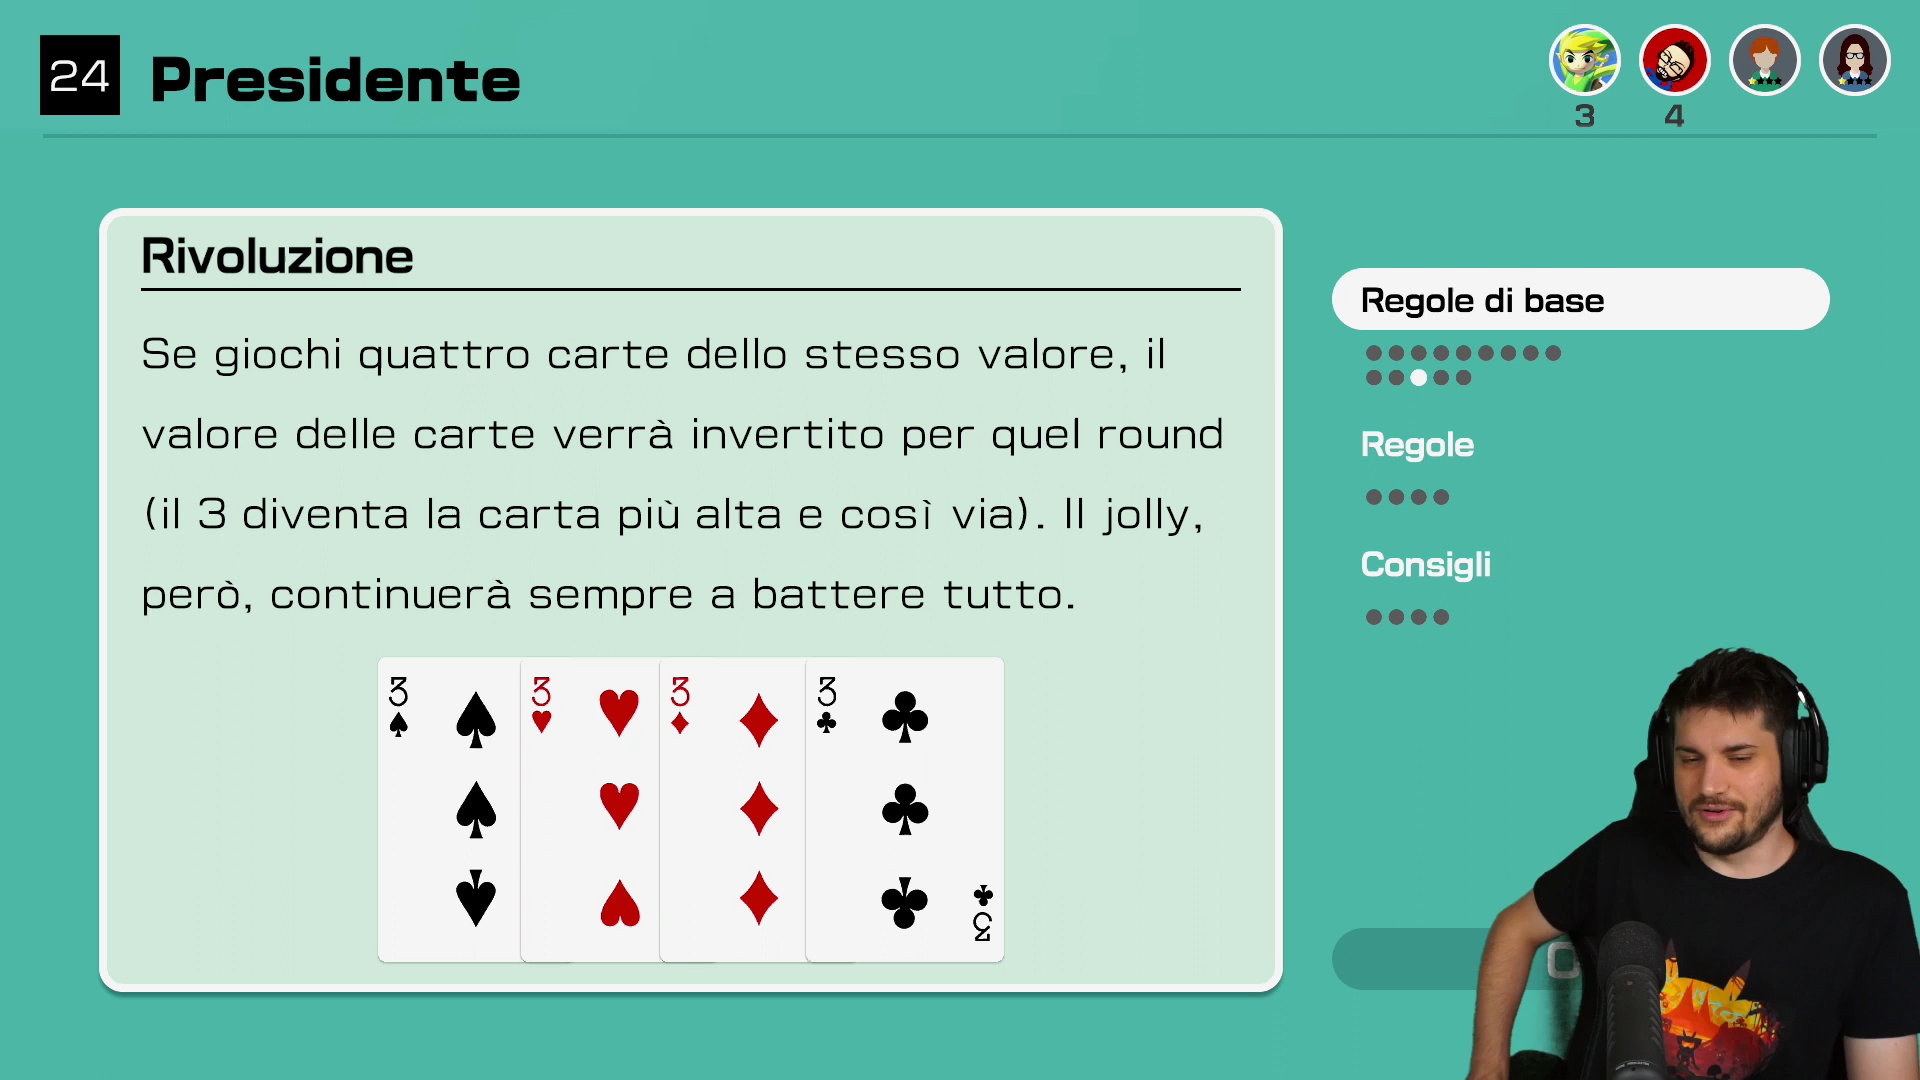 24 Presidente
3 4
Rivoluzione
Se giochi quattro carte dello stesso valore, il
valore delle carte verrà invertito per quel round
(il 3 diventa la carta più alta e così via). Il jolly,
però, continuerà sempre a battere tutto.
3 3 3 3
3
Regole di base
Regole
Consigli